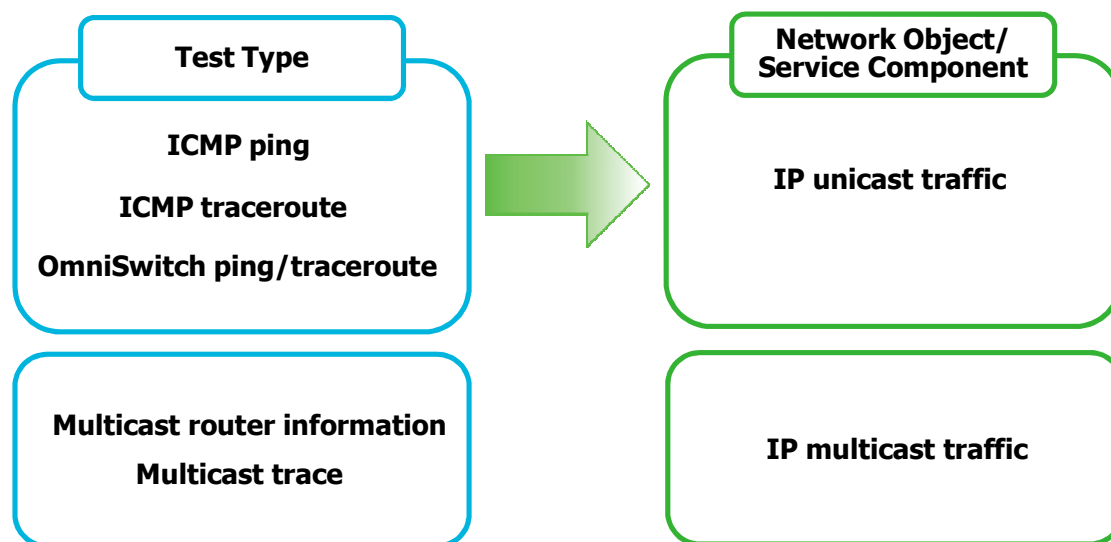 Test Type
ICMP ping
ICMP traceroute
OmniSwitch ping/traceroute
Network Object/
Service Component
IP unicast traffic
Multicast router information
Multicast trace
IP multicast traffic